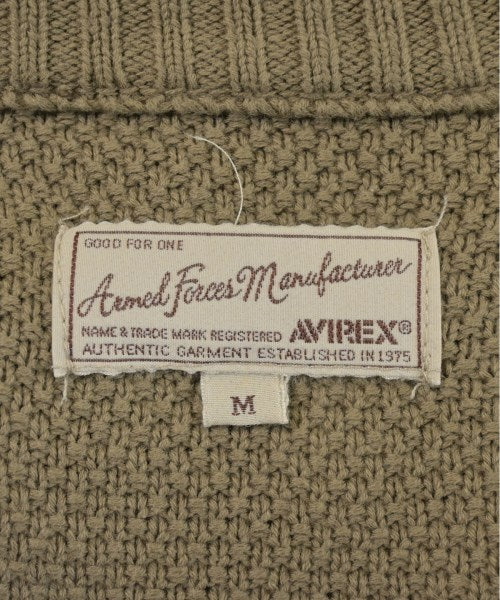 GOOD FOR ONE
Armed Forces Manufacturer
NAME & TRADE MARK REGISTERED AVIREX®
AUTHENTIC GARMENT ESTABLISHED IN 1975
M